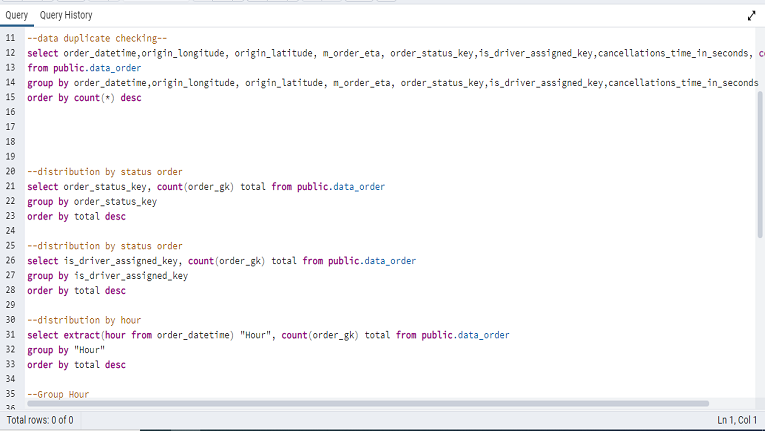 Query Query History
11 --data duplicate checking--
12 select order_datetime,origin_longitude, origin_latitude, m_order_eta, order_status_key,is_driver_assigned_key,cancellations_time_in_seconds, c
13 from public.data_order
14 group by order_datetime,origin_longitude, origin_latitude, m_order_eta, order_status_key,is_driver_assigned_key,cancellations_time_in_seconds
15 order by count(*) desc
16
17
18
19
20 --distribution by status order
21 select order_status_key, count(order_gk) total from public.data_order
22 group by order_status_key
23 order by total desc
24
25 --distribution by status order
26 select is_driver_assigned_key, count(order_gk) total from public.data_order
27 group by is_driver_assigned_key
28 order by total desc
29
30 --distribution by hour
31 select extract(hour from order_datetime) "Hour", count(order_gk) total from public.data_order
32 group by "Hour"
33 order by total desc
34
35 --Group Hour
36
Total rows: 0 of 0 Ln 1, Col 1